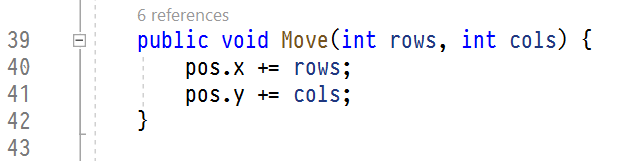 6 references
39 public void Move(int rows, int cols) {
40 pos.x += rows;
41 pos.y += cols;
42 }
43